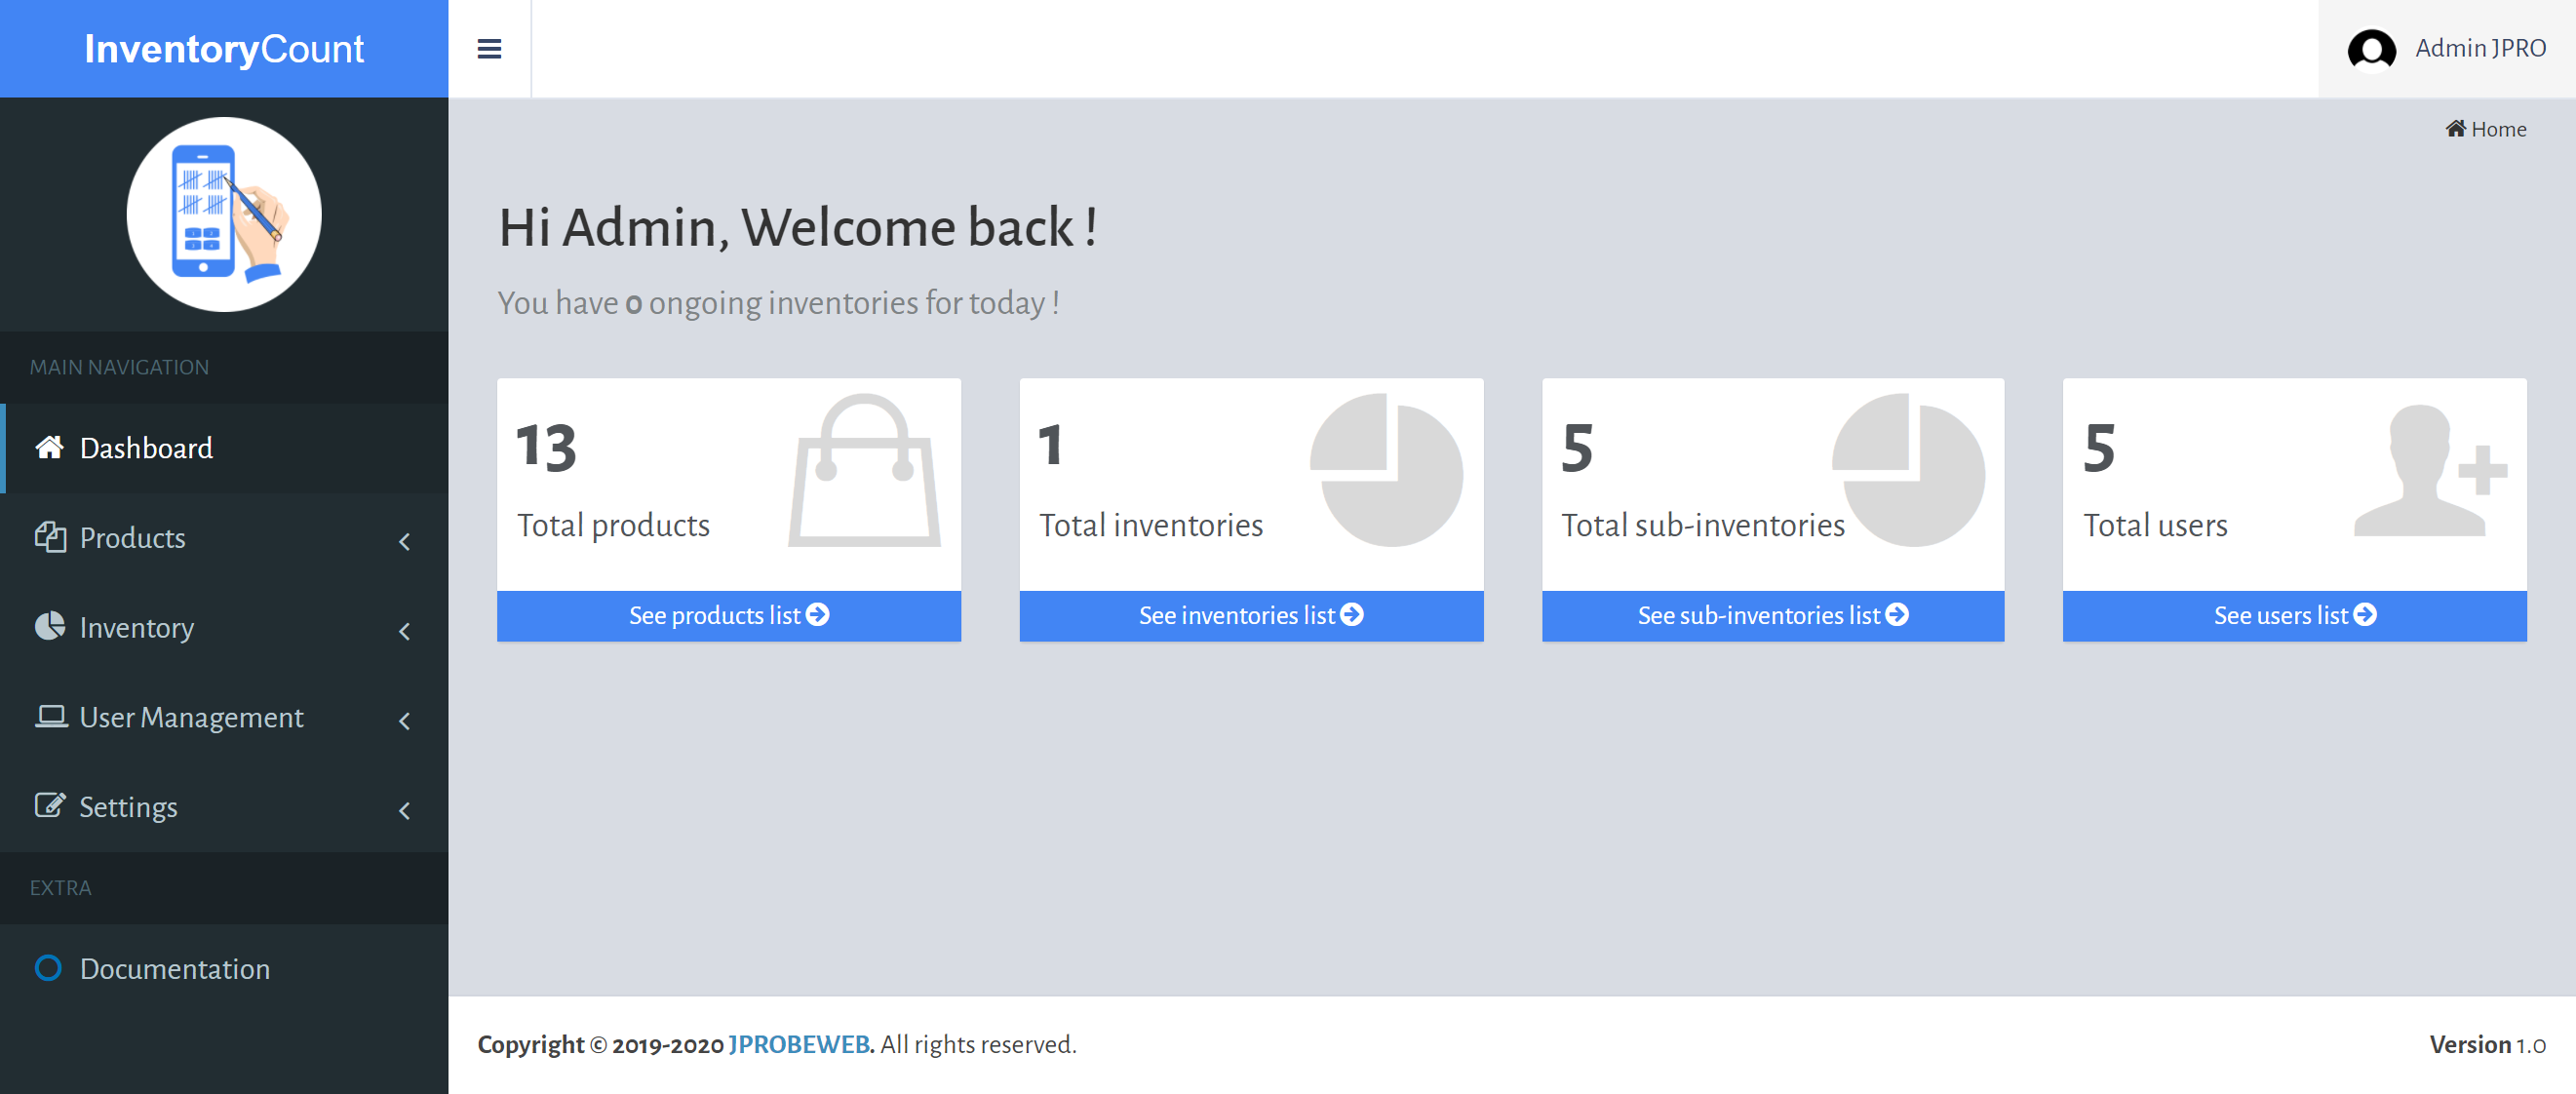 InventoryCount
Admin JPRO
Home
MAIN NAVIGATION
Dashboard
Products
Inventory
User Management
Settings
EXTRA
Documentation
Hi Admin, Welcome back !
You have 0 ongoing inventories for today !
13
Total products
See products list
1
Total inventories
See inventories list
5
Total sub-inventories
See sub-inventories list
5
Total users
See users list
Copyright © 2019-2020 JPROBEWEB. All rights reserved.
Version 1.0